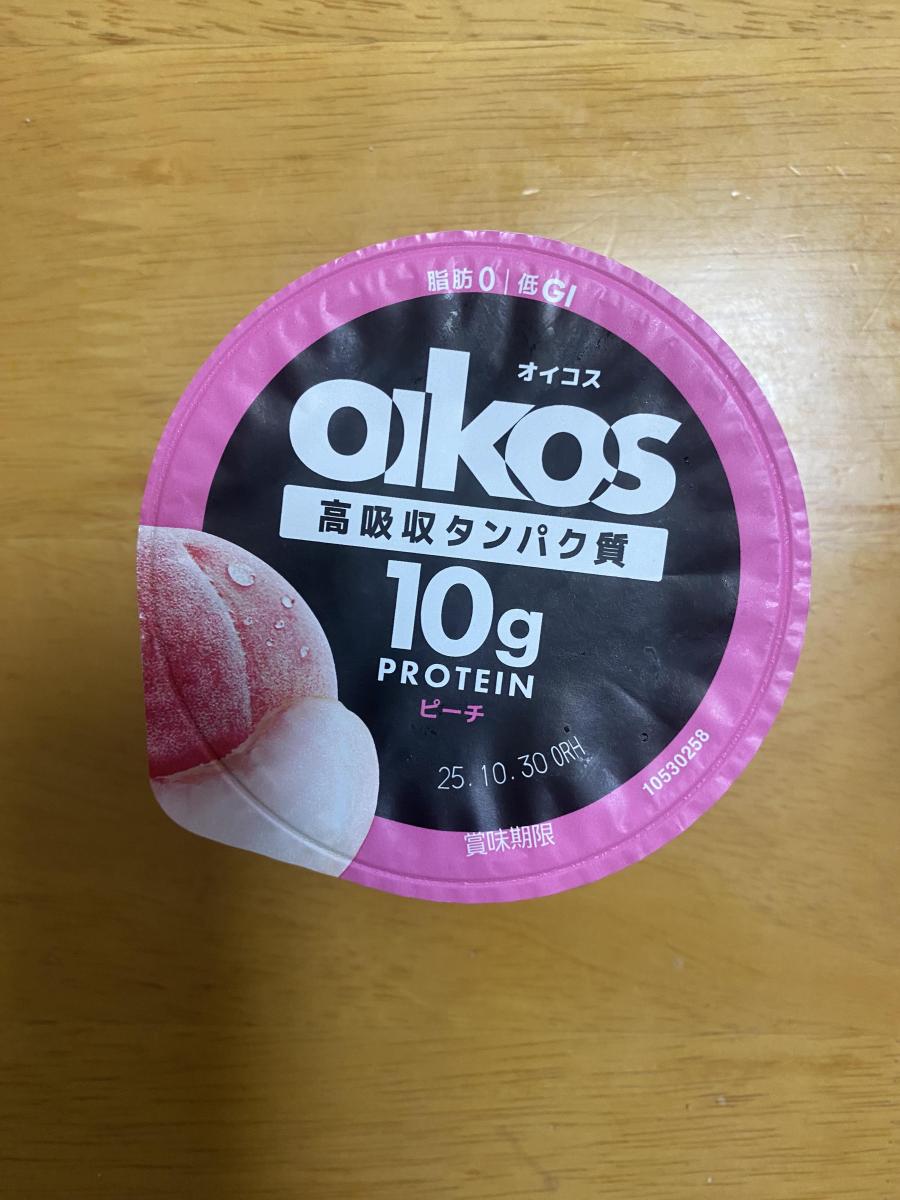 脂肪0|低GI
オイコス
oikos
高吸収タンパク質
10g
PROTEIN
ピーチ
25.10.30 ORH
10530258
賞味期限